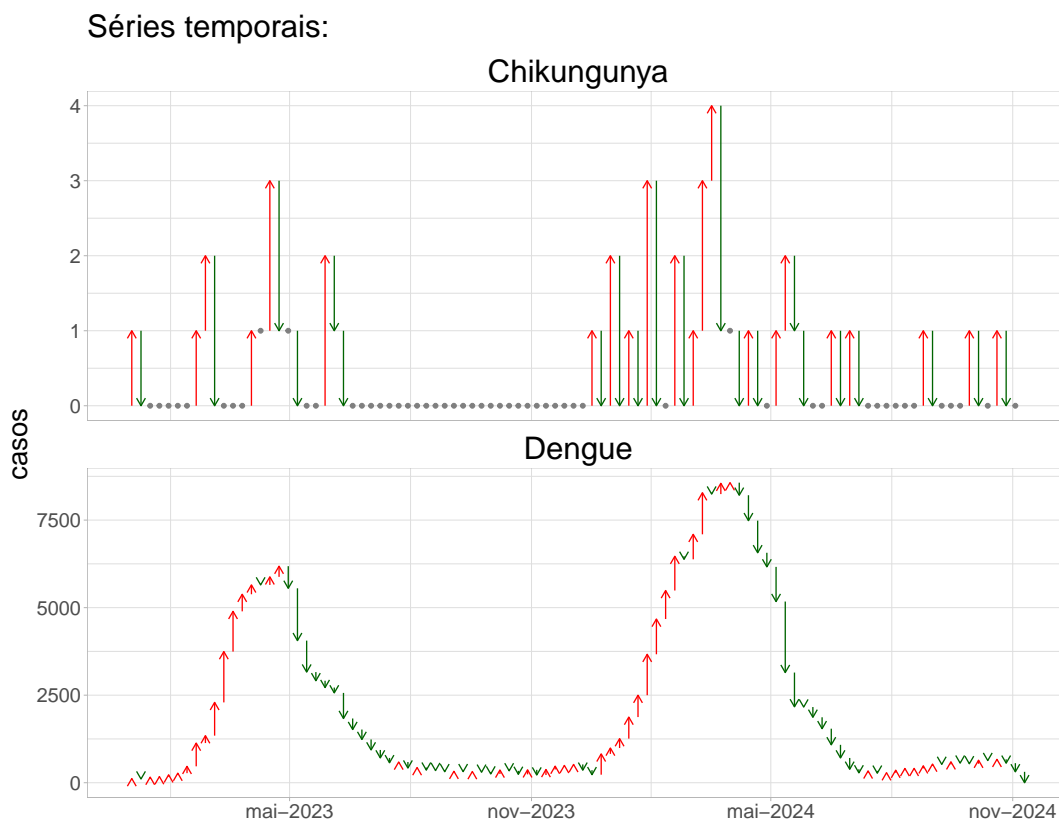 Séries temporais:
Chikungunya
4
3
2
1
0
casos
Dengue
7500
5000
2500
0
mai−2023
nov−2023
mai−2024
nov−2024